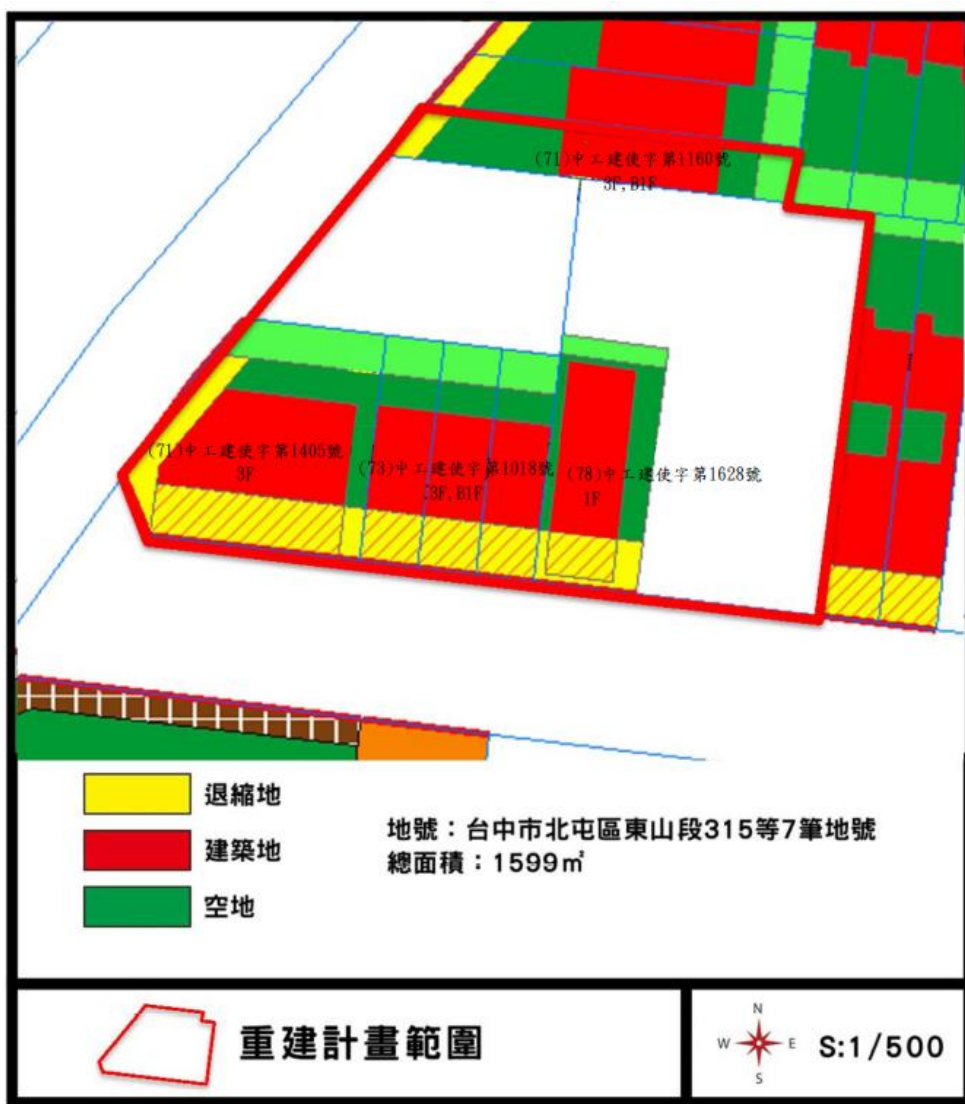 (71)中工建使字第1160號
3F,B1F
(71)中工建使字第1405號
3F
(73)中工建使字第1018號
3F,B1F
(78)中工建使字第1628號
1F
退縮地
建築地
空地
地號：台中市北屯區東山段315等7筆地號
總面積：1599㎡
重建計畫範圍
N
W E
S
S:1/500